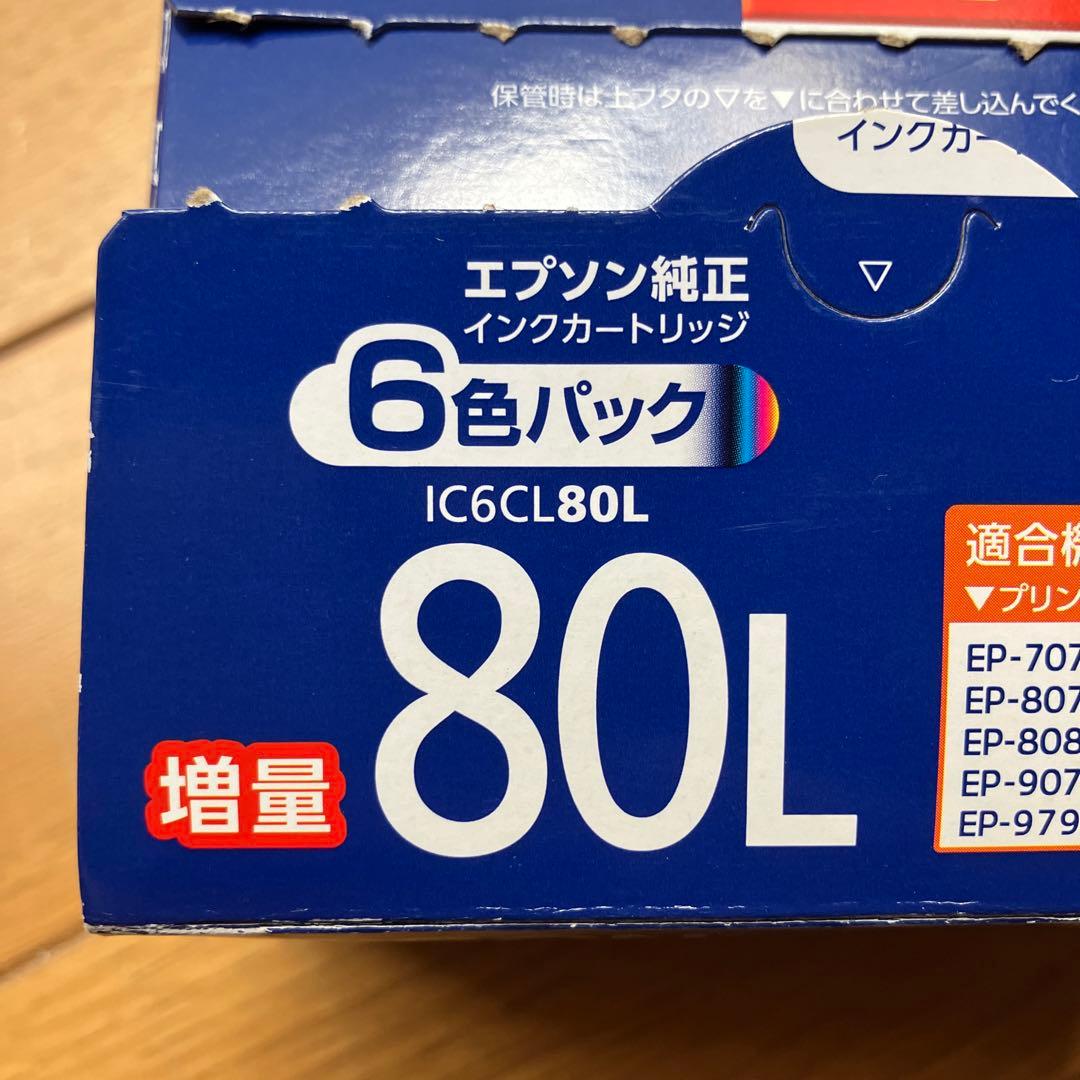 保管時は上フタの▽を▼に合わせて差し込んでく
インクカート
エプソン純正
インクカートリッジ
6色パック
IC6CL80L
80L
増量
適合機
▼プリン
EP-707
EP-807
EP-808
EP-907
EP-979